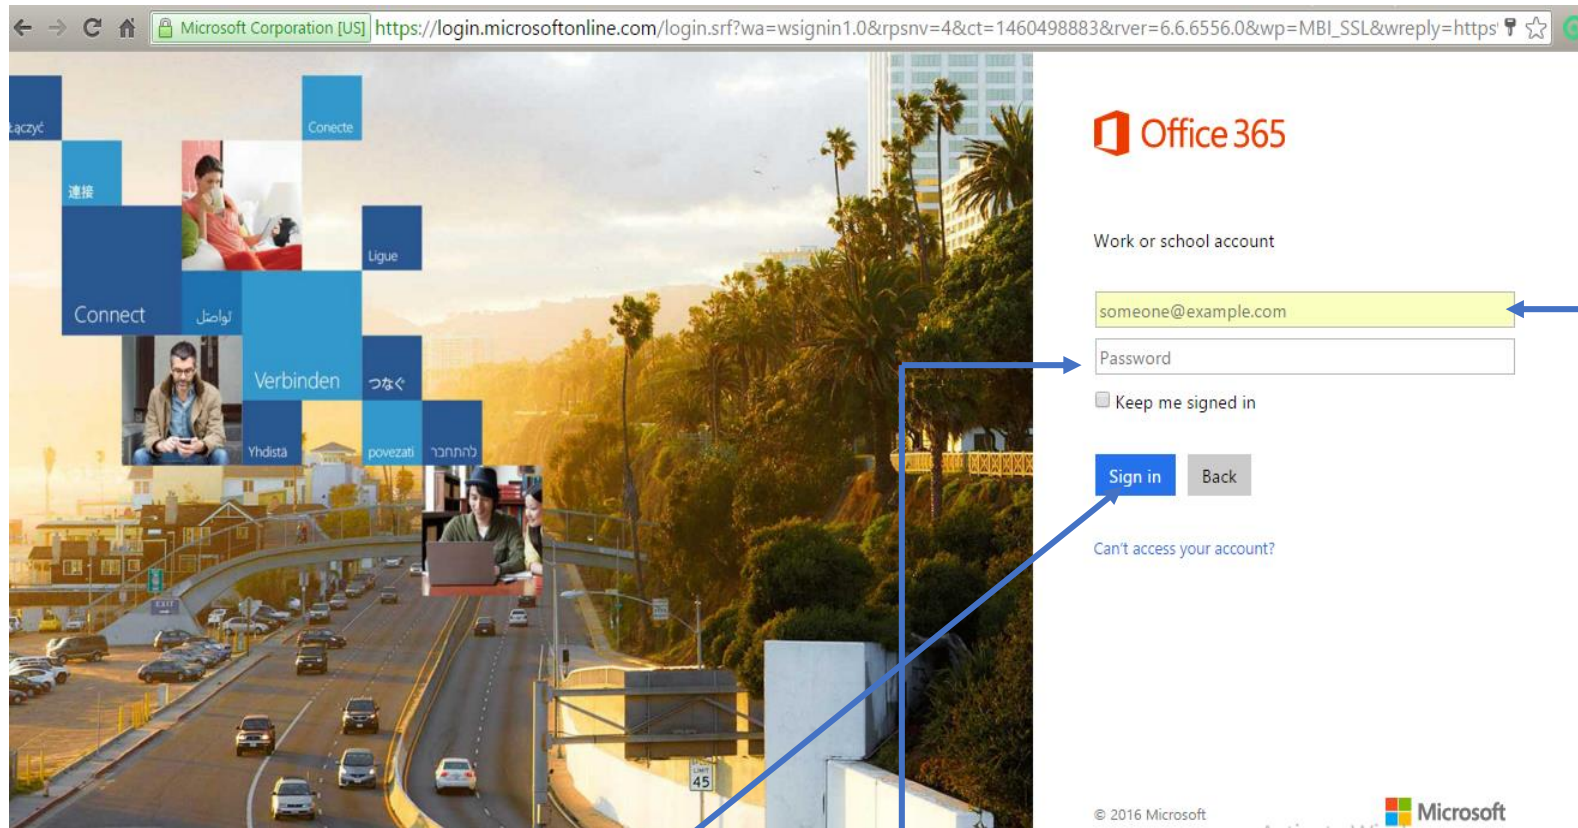 Microsoft Corporation [US] https://login.microsoftonline.com/login.srf?wa=wsignin1.0&rpsnv=4&ct=1460498883&rver=6.6.6556.0&wp=MBI_SSL&wreply=https
Łączyć
Conecte
連接
Ligue
Connect
تواصَل
Verbinden
つなぐ
Yhdistä
povezati
להתחבר
EXIT
LIMIT
45
Office 365
Work or school account
someone@example.com
Password
Keep me signed in
Sign in
Back
Can't access your account?
© 2016 Microsoft
Microsoft